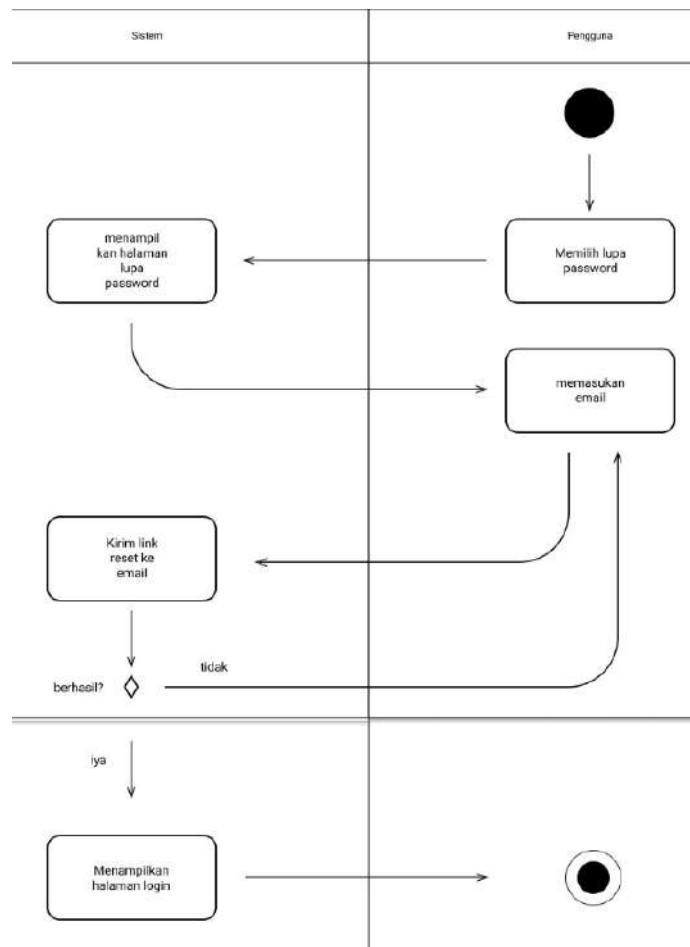 Sistem
Pengguna
menampil
kan halaman
lupa
password
Memilih lupa
password
memasukan
email
Kirim link
reset ke
email
tidak
berhasil?
iya
Menampilkan
halaman login